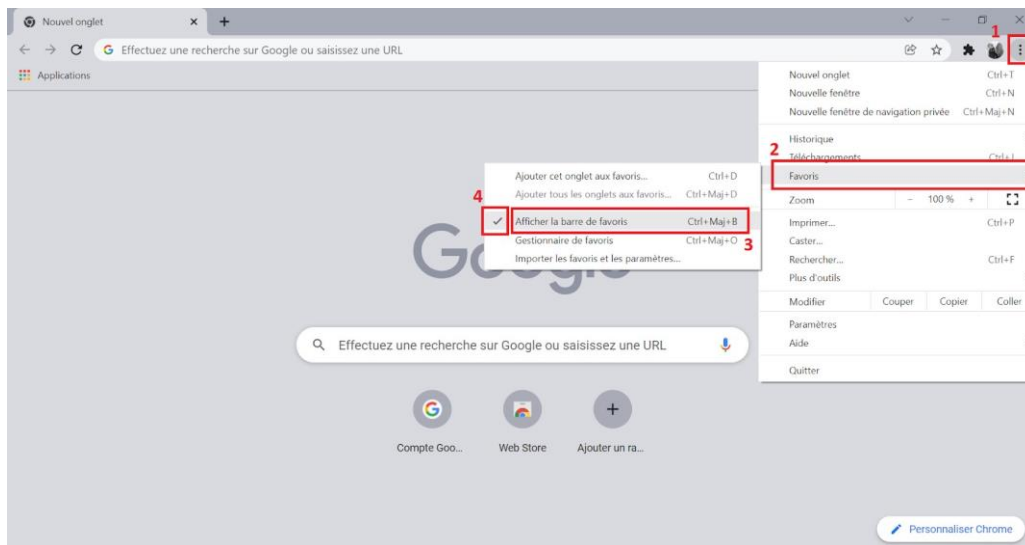 Nouvel onglet
1
Effectuez une recherche sur Google ou saisissez une URL
Applications
Nouvel onglet Ctrl+T
Nouvelle fenêtre Ctrl+N
Nouvelle fenêtre de navigation privée Ctrl+Maj+N
Historique
2
Téléchargements Ctrl+J
Favoris
Zoom - 100 % +
Imprimer... Ctrl+P
Caster...
Rechercher... Ctrl+F
Plus d'outils
Modifier Couper Copier Coller
Paramètres
Aide
Quitter
Ajouter cet onglet aux favoris... Ctrl+D
Ajouter tous les onglets aux favoris... Ctrl+Maj+D
4
Afficher la barre de favoris Ctrl+Maj+B
Gestionnaire de favoris Ctrl+Maj+O
3
Importer les favoris et les paramètres...
Google
Effectuez une recherche sur Google ou saisissez une URL
G
Compte Goo... Web Store Ajouter un ra...
Personnaliser Chrome